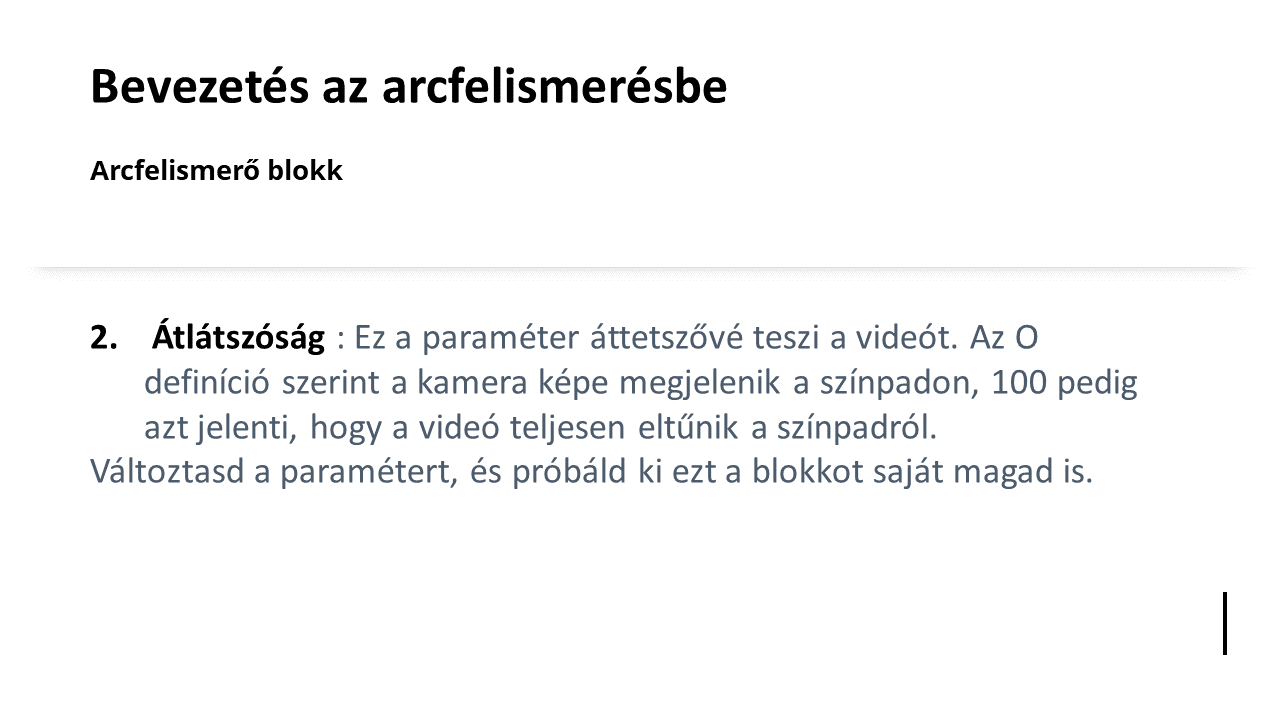 Bevezetés az arcfelismerésbe
Arcfelismerő blokk
2. Átlátszóság : Ez a paraméter áttetszővé teszi a videót. Az O
definíció szerint a kamera képe megjelenik a színpadon, 100 pedig
azt jelenti, hogy a videó teljesen eltűnik a színpadról.
Változtasd a paramétert, és próbáld ki ezt a blokkot saját magad is.